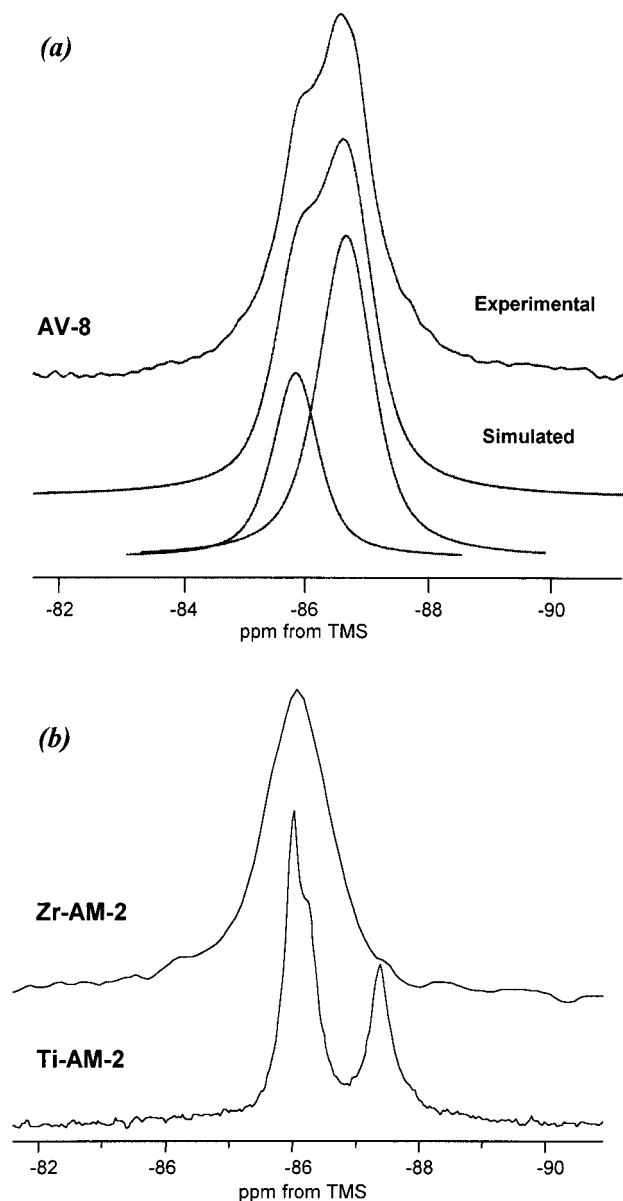 (a)
Experimental
AV-8
Simulated
-82 -84 -86 -88 -90
ppm from TMS
(b)
Zr-AM-2
Ti-AM-2
-82 -86 -86 -88 -90
ppm from TMS